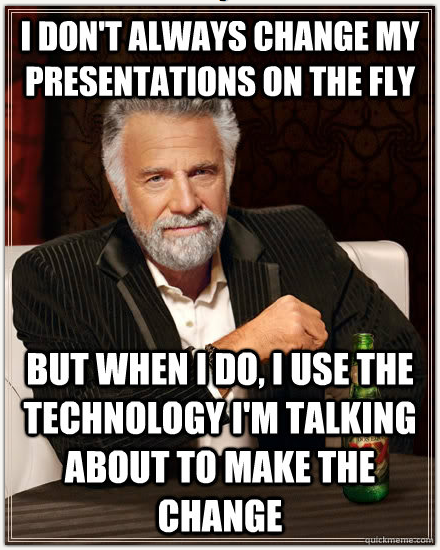 I DON'T ALWAYS CHANGE MY
PRESENTATIONS ON THE FLY
BUT WHEN I DO, I USE THE
TECHNOLOGY I'M TALKING
ABOUT TO MAKE THE
CHANGE
quickmeme.com